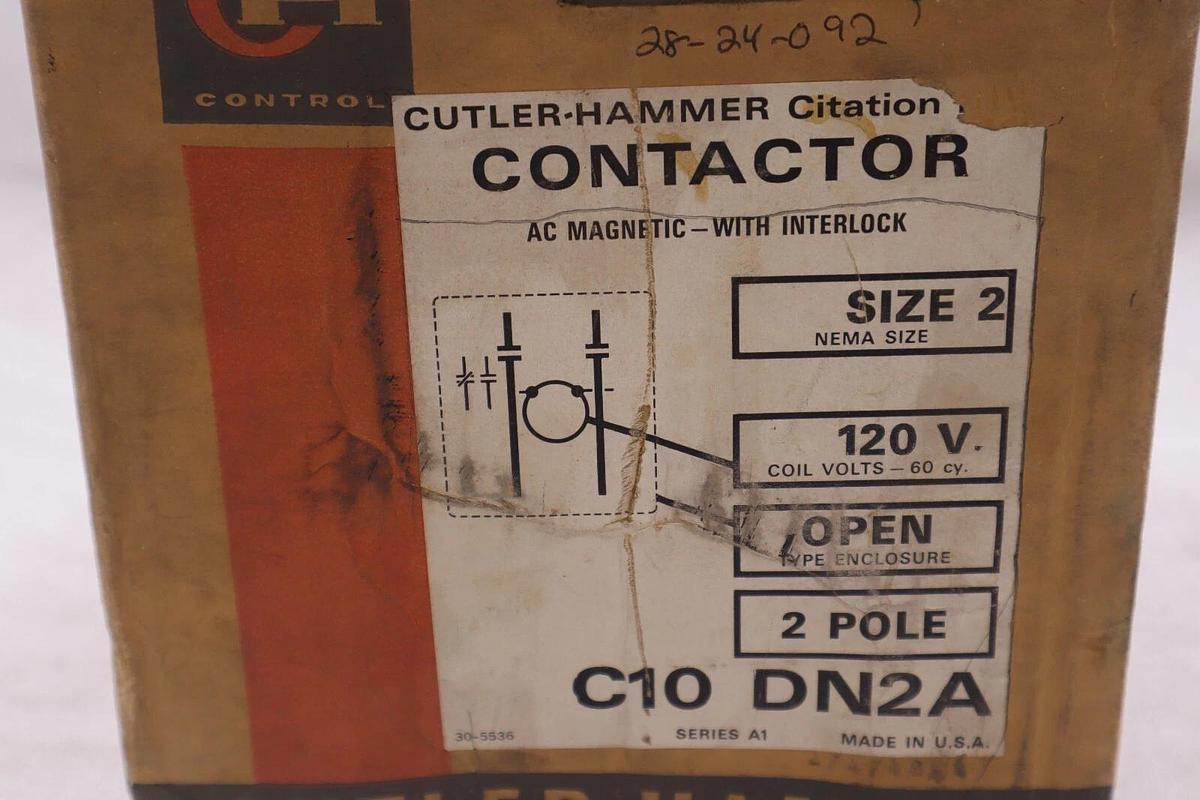 28-24-092
CH
CONTROL
CUTLER-HAMMER Citation
CONTACTOR
AC MAGNETIC – WITH INTERLOCK
SIZE 2
NEMA SIZE
120 V.
COIL VOLTS – 60 cy.
OPEN
TYPE ENCLOSURE
2 POLE
C10 DN2A
30-5536
SERIES A1
MADE IN U.S.A.